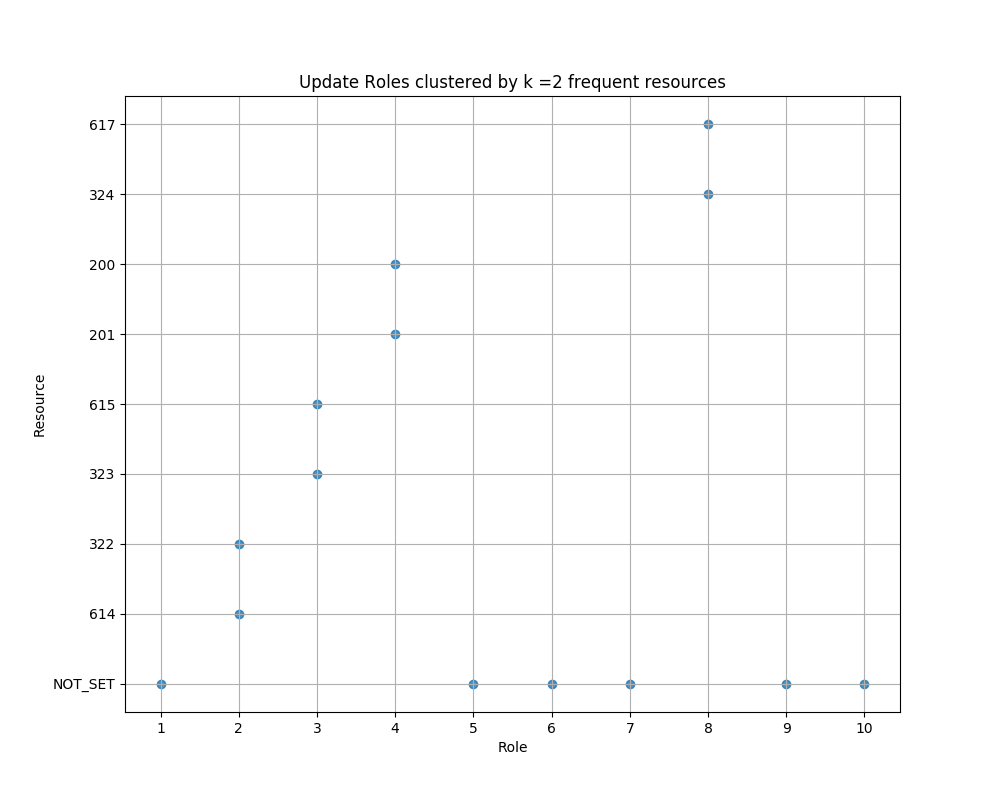 Update Roles clustered by k =2 frequent resources
617
324
200
201
615
323
322
614
NOT_SET
Resource
1 2 3 4 5 6 7 8 9 10
Role